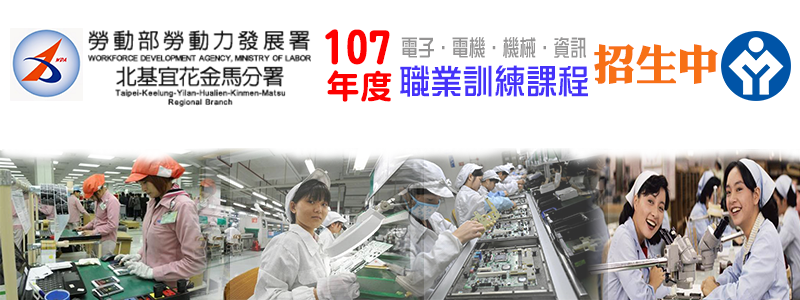 WDA
勞動部勞動力發展署
WORKFORCE DEVELOPMENT AGENCY, MINISTRY OF LABOR
北基宜花金馬分署
Taipei-Keelung-Yilan-Hualien-Kinmen-Matsu
Regional Branch
107
年度
電子・電機・機械・資訊
職業訓練課程
招生中